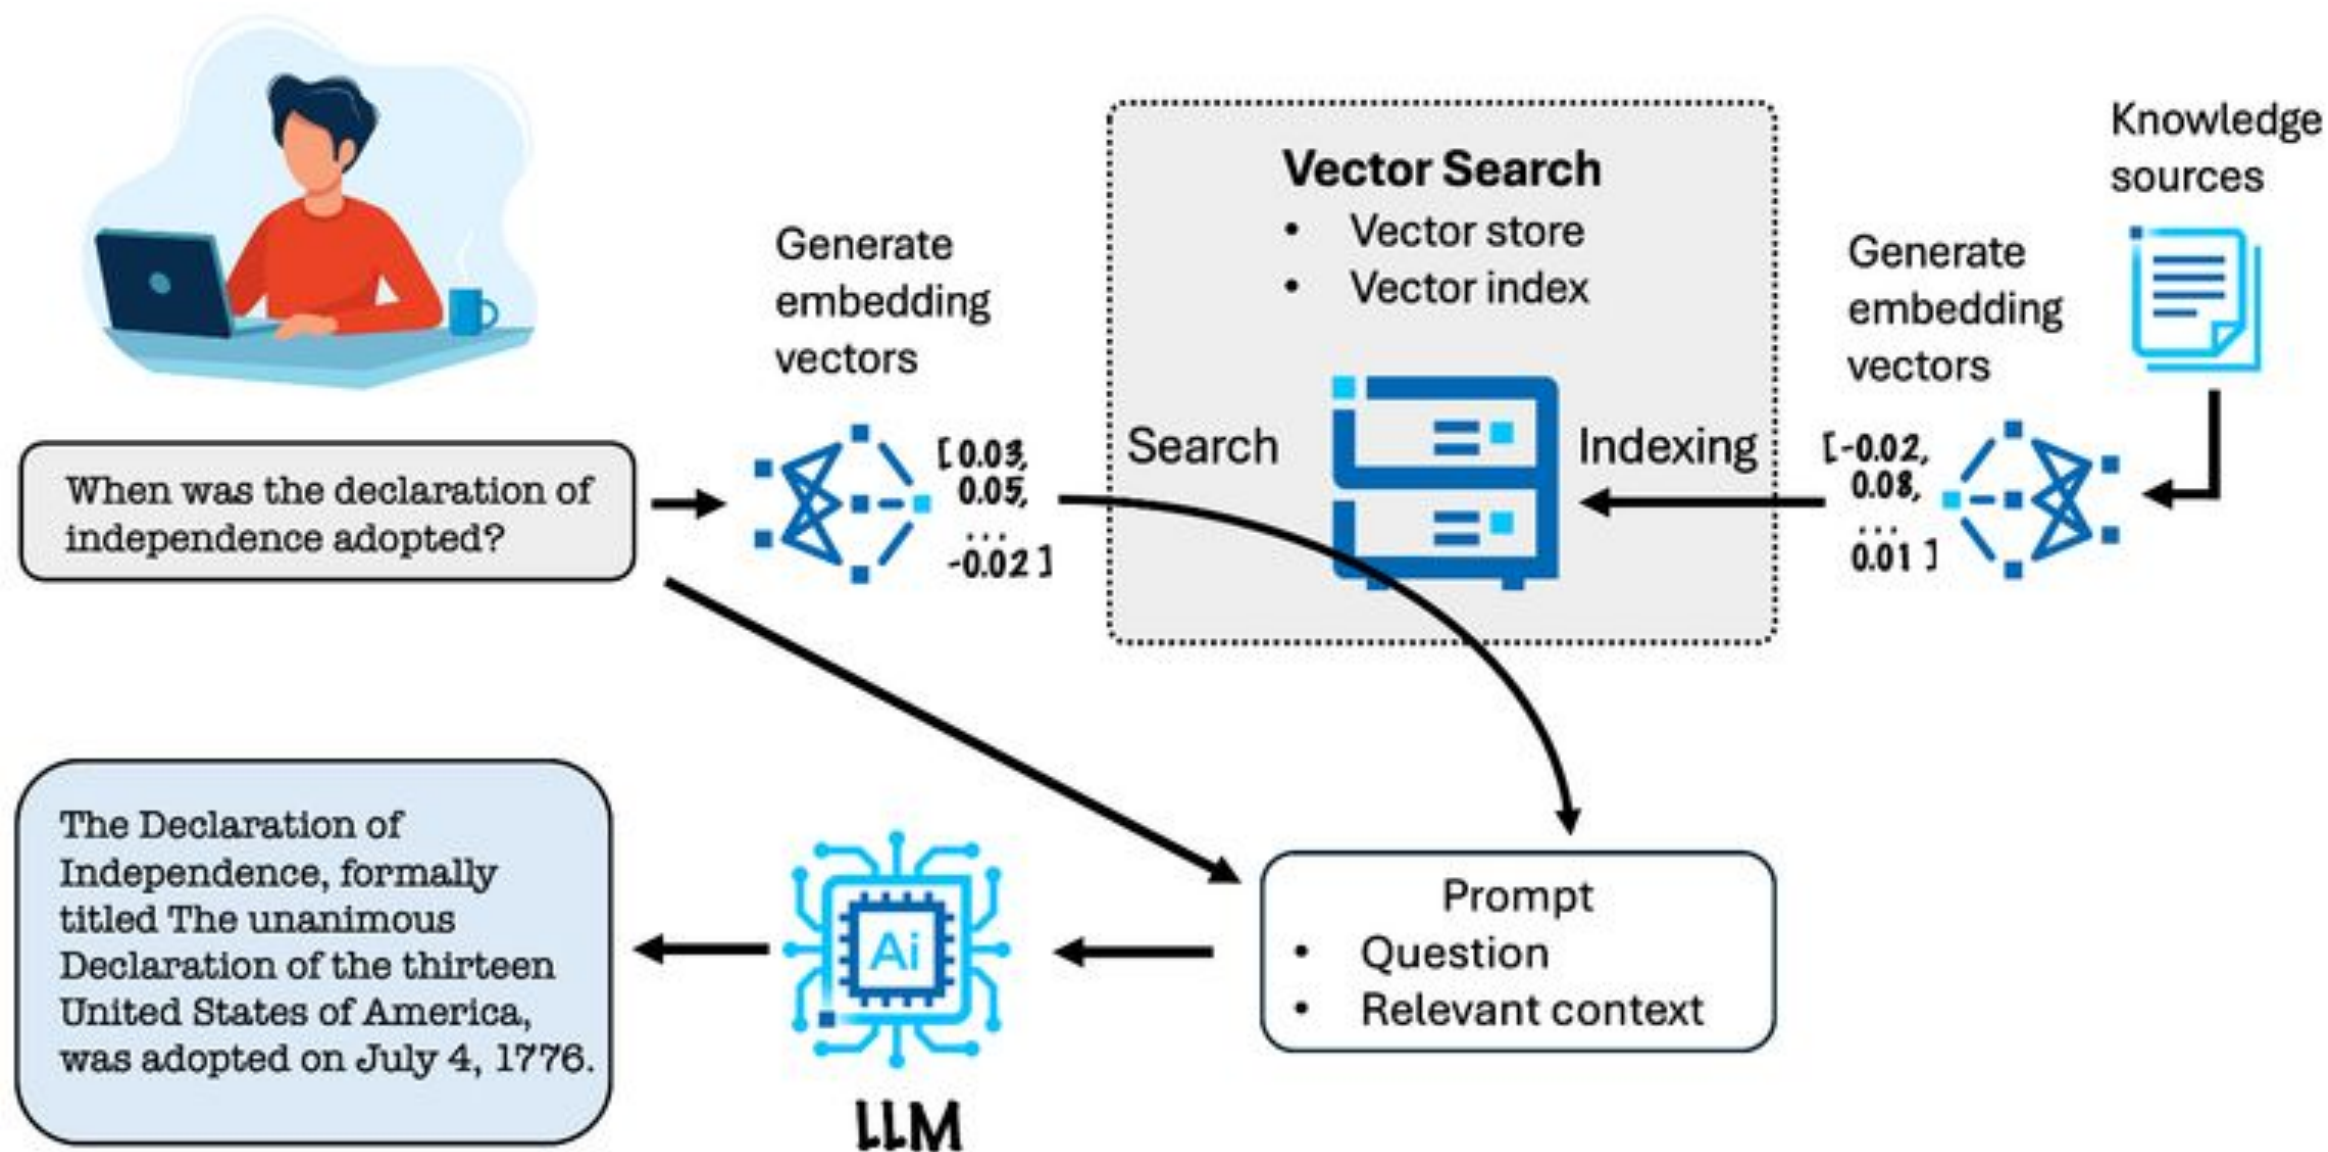 Knowledge
sources
Vector Search
• Vector store
• Vector index
Generate
embedding
vectors
Generate
embedding
vectors
Search
Indexing
[0.03,
0.05,
...
-0.02]
[-0.02,
0.08,
...
0.01]
When was the declaration of
independence adopted?
The Declaration of
Independence, formally
titled The unanimous
Declaration of the thirteen
United States of America,
was adopted on July 4, 1776.
Ai
LLM
Prompt
• Question
• Relevant context